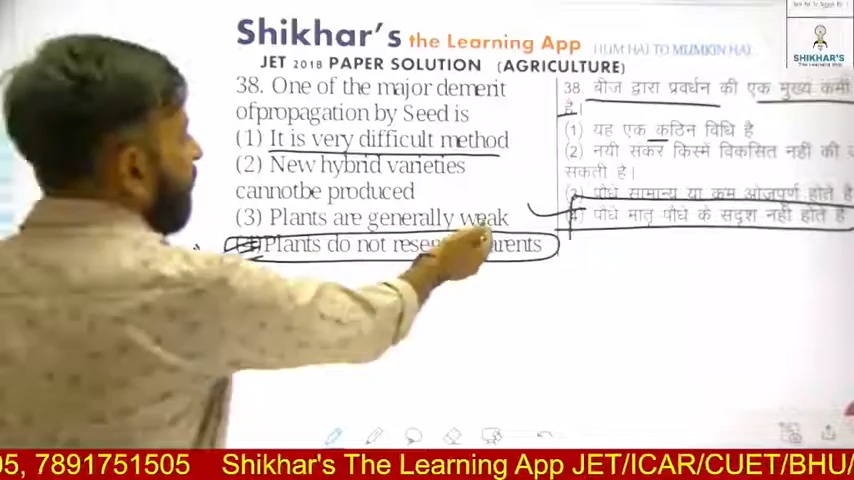 Shikhar's the Learning App HUM HAI TO MUMKIN HAI
JET 2018 PAPER SOLUTION (AGRICULTURE)
38. One of the major demerit
ofpropagation by Seed is
(1) It is very difficult method
(2) New hybrid varieties
cannotbe produced
(3) Plants are generally weak
Plants do not
38. बीज द्वारा प्रवर्धन की एक मुख्य कमी
है।
(1) यह एक कठिन विधि है
(2) नयी संकर किस्में विकसित नहीं की
सकती है।
(3) पौधे सामान्य या कम ओजपूर्ण होते है
(4) पौधे मातृ पौधे के सदृश नहीं होते है
SHIKHAR'S
05, 7891751505 Shikhar's The Learning App JET/ICAR/CUET/BHU/